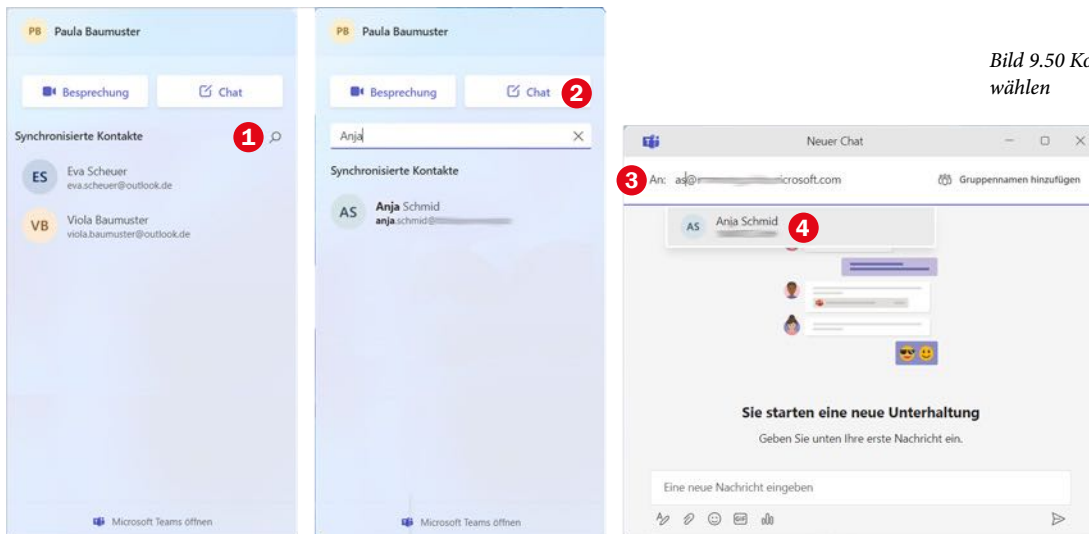 PB Paula Baumuster
Besprechung Chat
Synchronisierte Kontakte 1
ES Eva Scheuer
eva.scheuer@outlook.de
VB Viola Baumuster
viola.baumuster@outlook.de
Microsoft Teams öffnen
PB Paula Baumuster
Besprechung Chat 2
Anja
Synchronisierte Kontakte
AS Anja Schmid
anja.schmid@
Microsoft Teams öffnen
Bild 9.50
wählen
Neuer Chat
3 An: as@ icrosoft.com Gruppennamen hinzufügen
AS Anja Schmid 4
Sie starten eine neue Unterhaltung
Geben Sie unten Ihre erste Nachricht ein.
Eine neue Nachricht eingeben
GIF